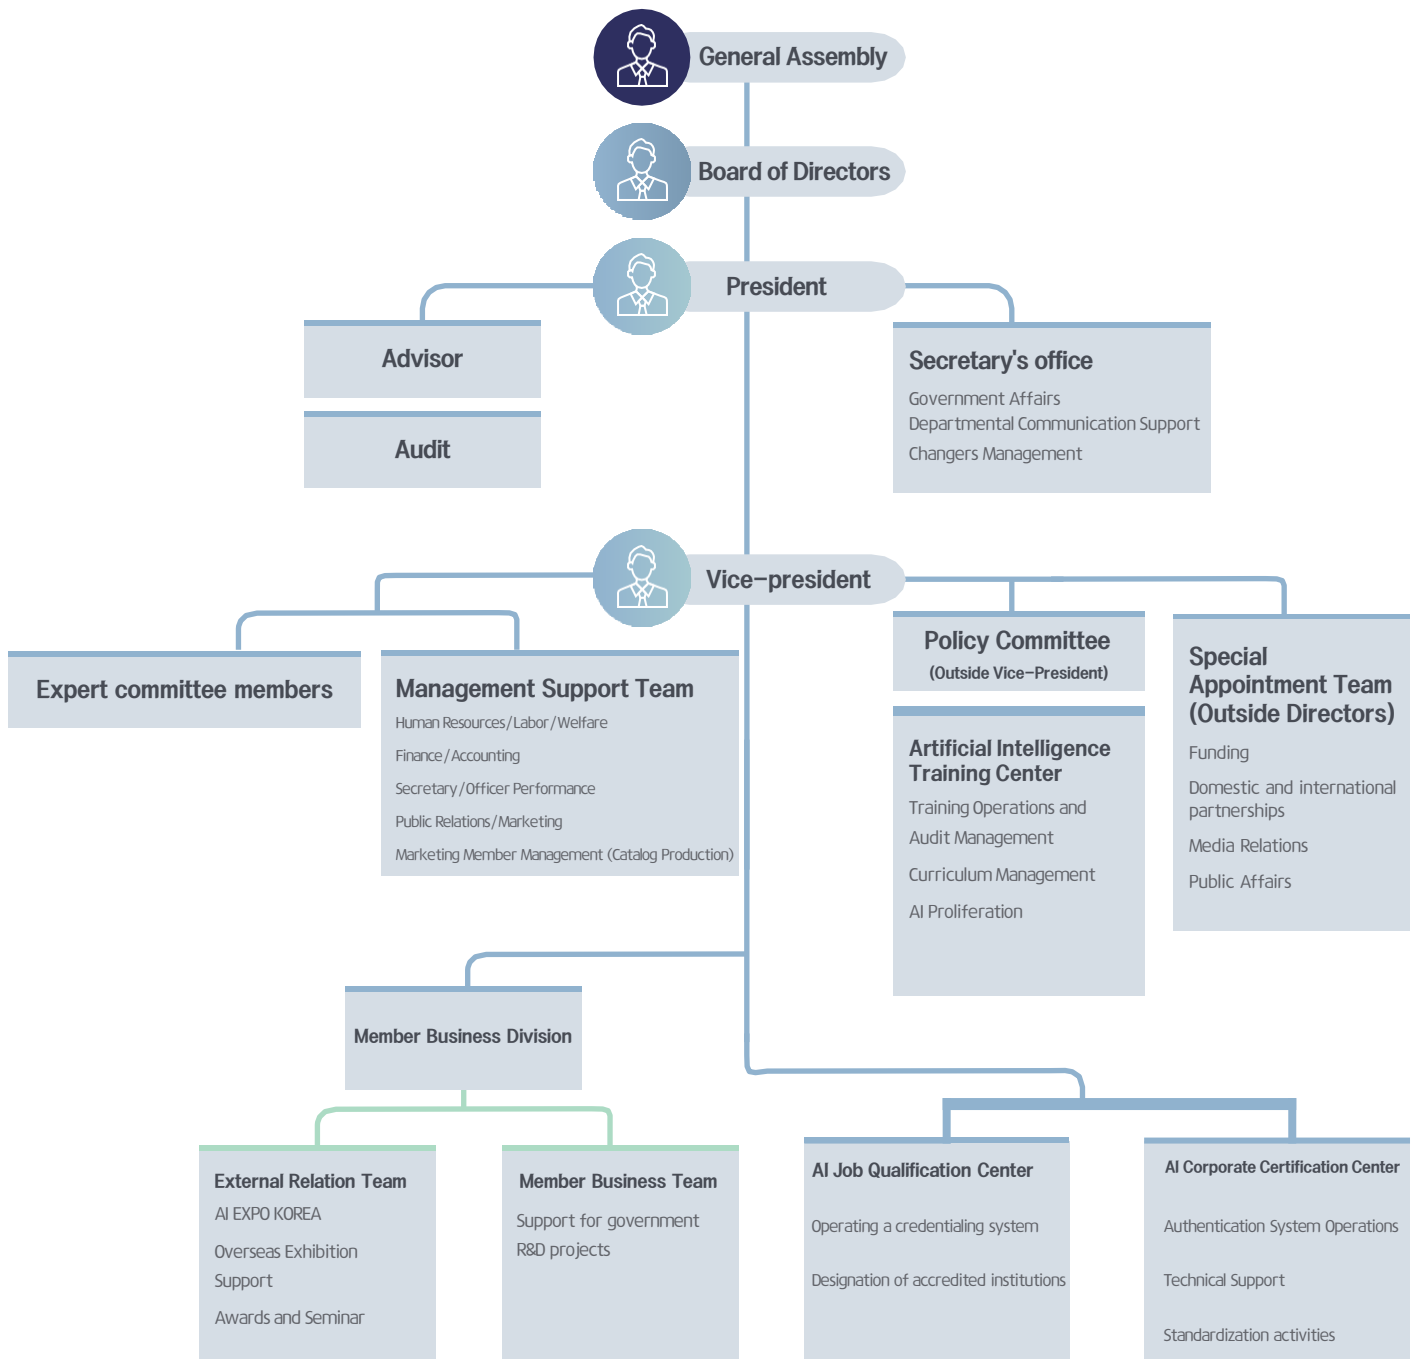 General Assembly
Board of Directors
President
Advisor
Audit
Secretary's office
Government Affairs
Departmental Communication Support
Changers Management
Vice-president
Expert committee members
Management Support Team
Human Resources/Labor/Welfare
Finance/Accounting
Secretary/Officer Performance
Public Relations/Marketing
Marketing Member Management (Catalog Production)
Policy Committee
(Outside Vice-President)
Artificial Intelligence
Training Center
Training Operations and
Audit Management
Curriculum Management
AI Proliferation
Special
Appointment Team
(Outside Directors)
Funding
Domestic and international
partnerships
Media Relations
Public Affairs
Member Business Division
External Relation Team
AI EXPO KOREA
Overseas Exhibition
Support
Awards and Seminar
Member Business Team
Support for government
R&D projects
AI Job Qualification Center
Operating a credentialing system
Designation of accredited institutions
AI Corporate Certification Center
Authentication System Operations
Technical Support
Standardization activities